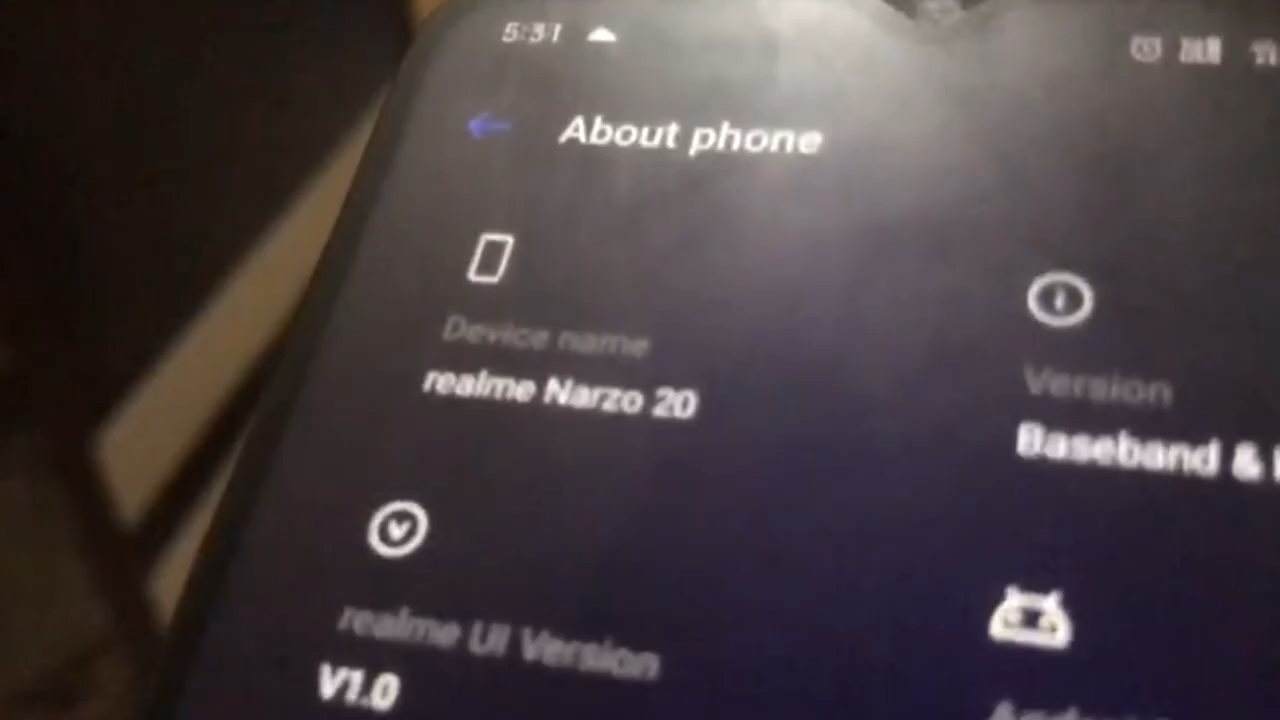 5:31
About phone
Device name
realme Narzo 20
Version
Baseband &
realme UI Version
V1.0